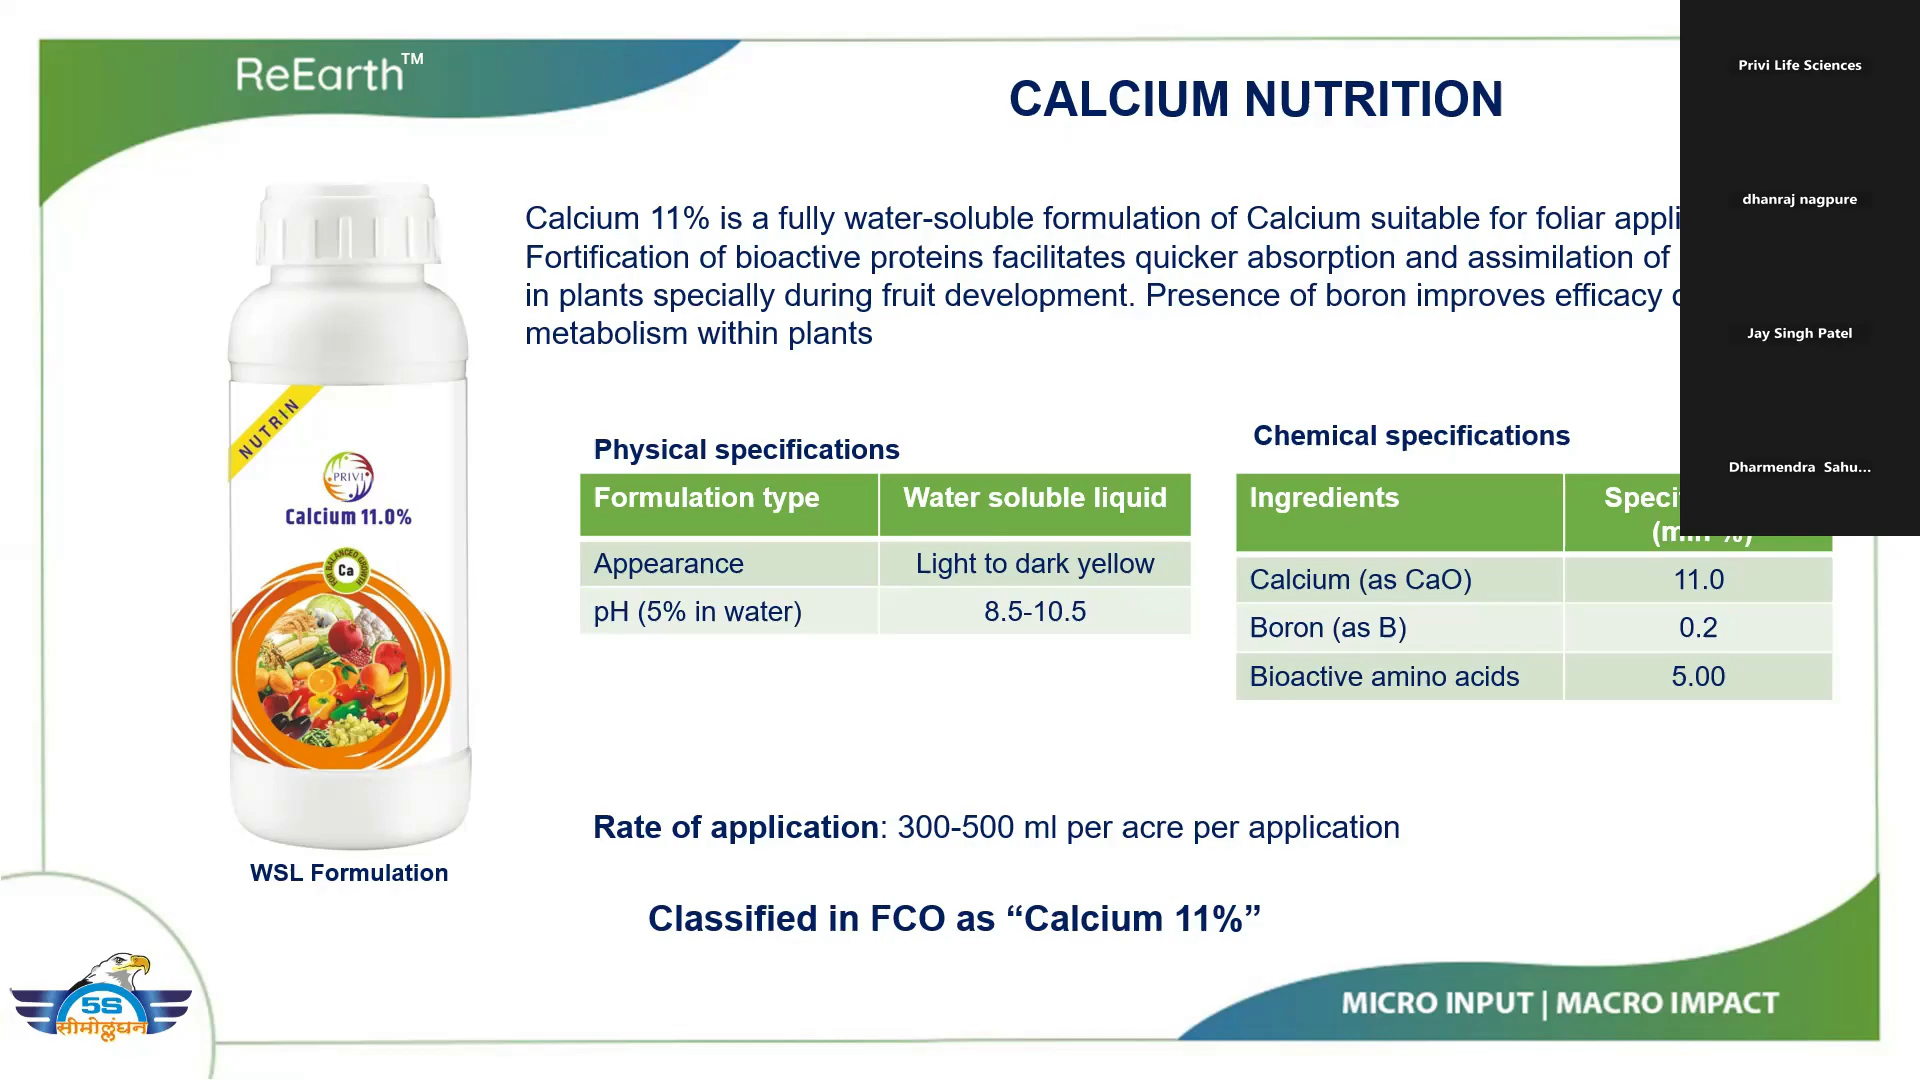 ReEarth™
CALCIUM NUTRITION
Calcium 11% is a fully water-soluble formulation of Calcium suitable for foliar appli
Fortification of bioactive proteins facilitates quicker absorption and assimilation of
in plants specially during fruit development. Presence of boron improves efficacy
metabolism within plants
NUTRIN
PRIVI
Calcium 11.0%
FOR BALANCED GROWTH
Ca
WSL Formulation
Physical specifications
Formulation type Water soluble liquid
Appearance Light to dark yellow
pH (5% in water) 8.5-10.5
Chemical specifications
Ingredients Speci
Calcium (as CaO) 11.0
Boron (as B) 0.2
Bioactive amino acids 5.00
Rate of application: 300-500 ml per acre per application
Classified in FCO as “Calcium 11%”
5S
सीमोल्लंघन
MICRO INPUT | MACRO IMPACT
Privi Life Sciences
dhanraj nagpure
Jay Singh Patel
Dharmendra Sahu...